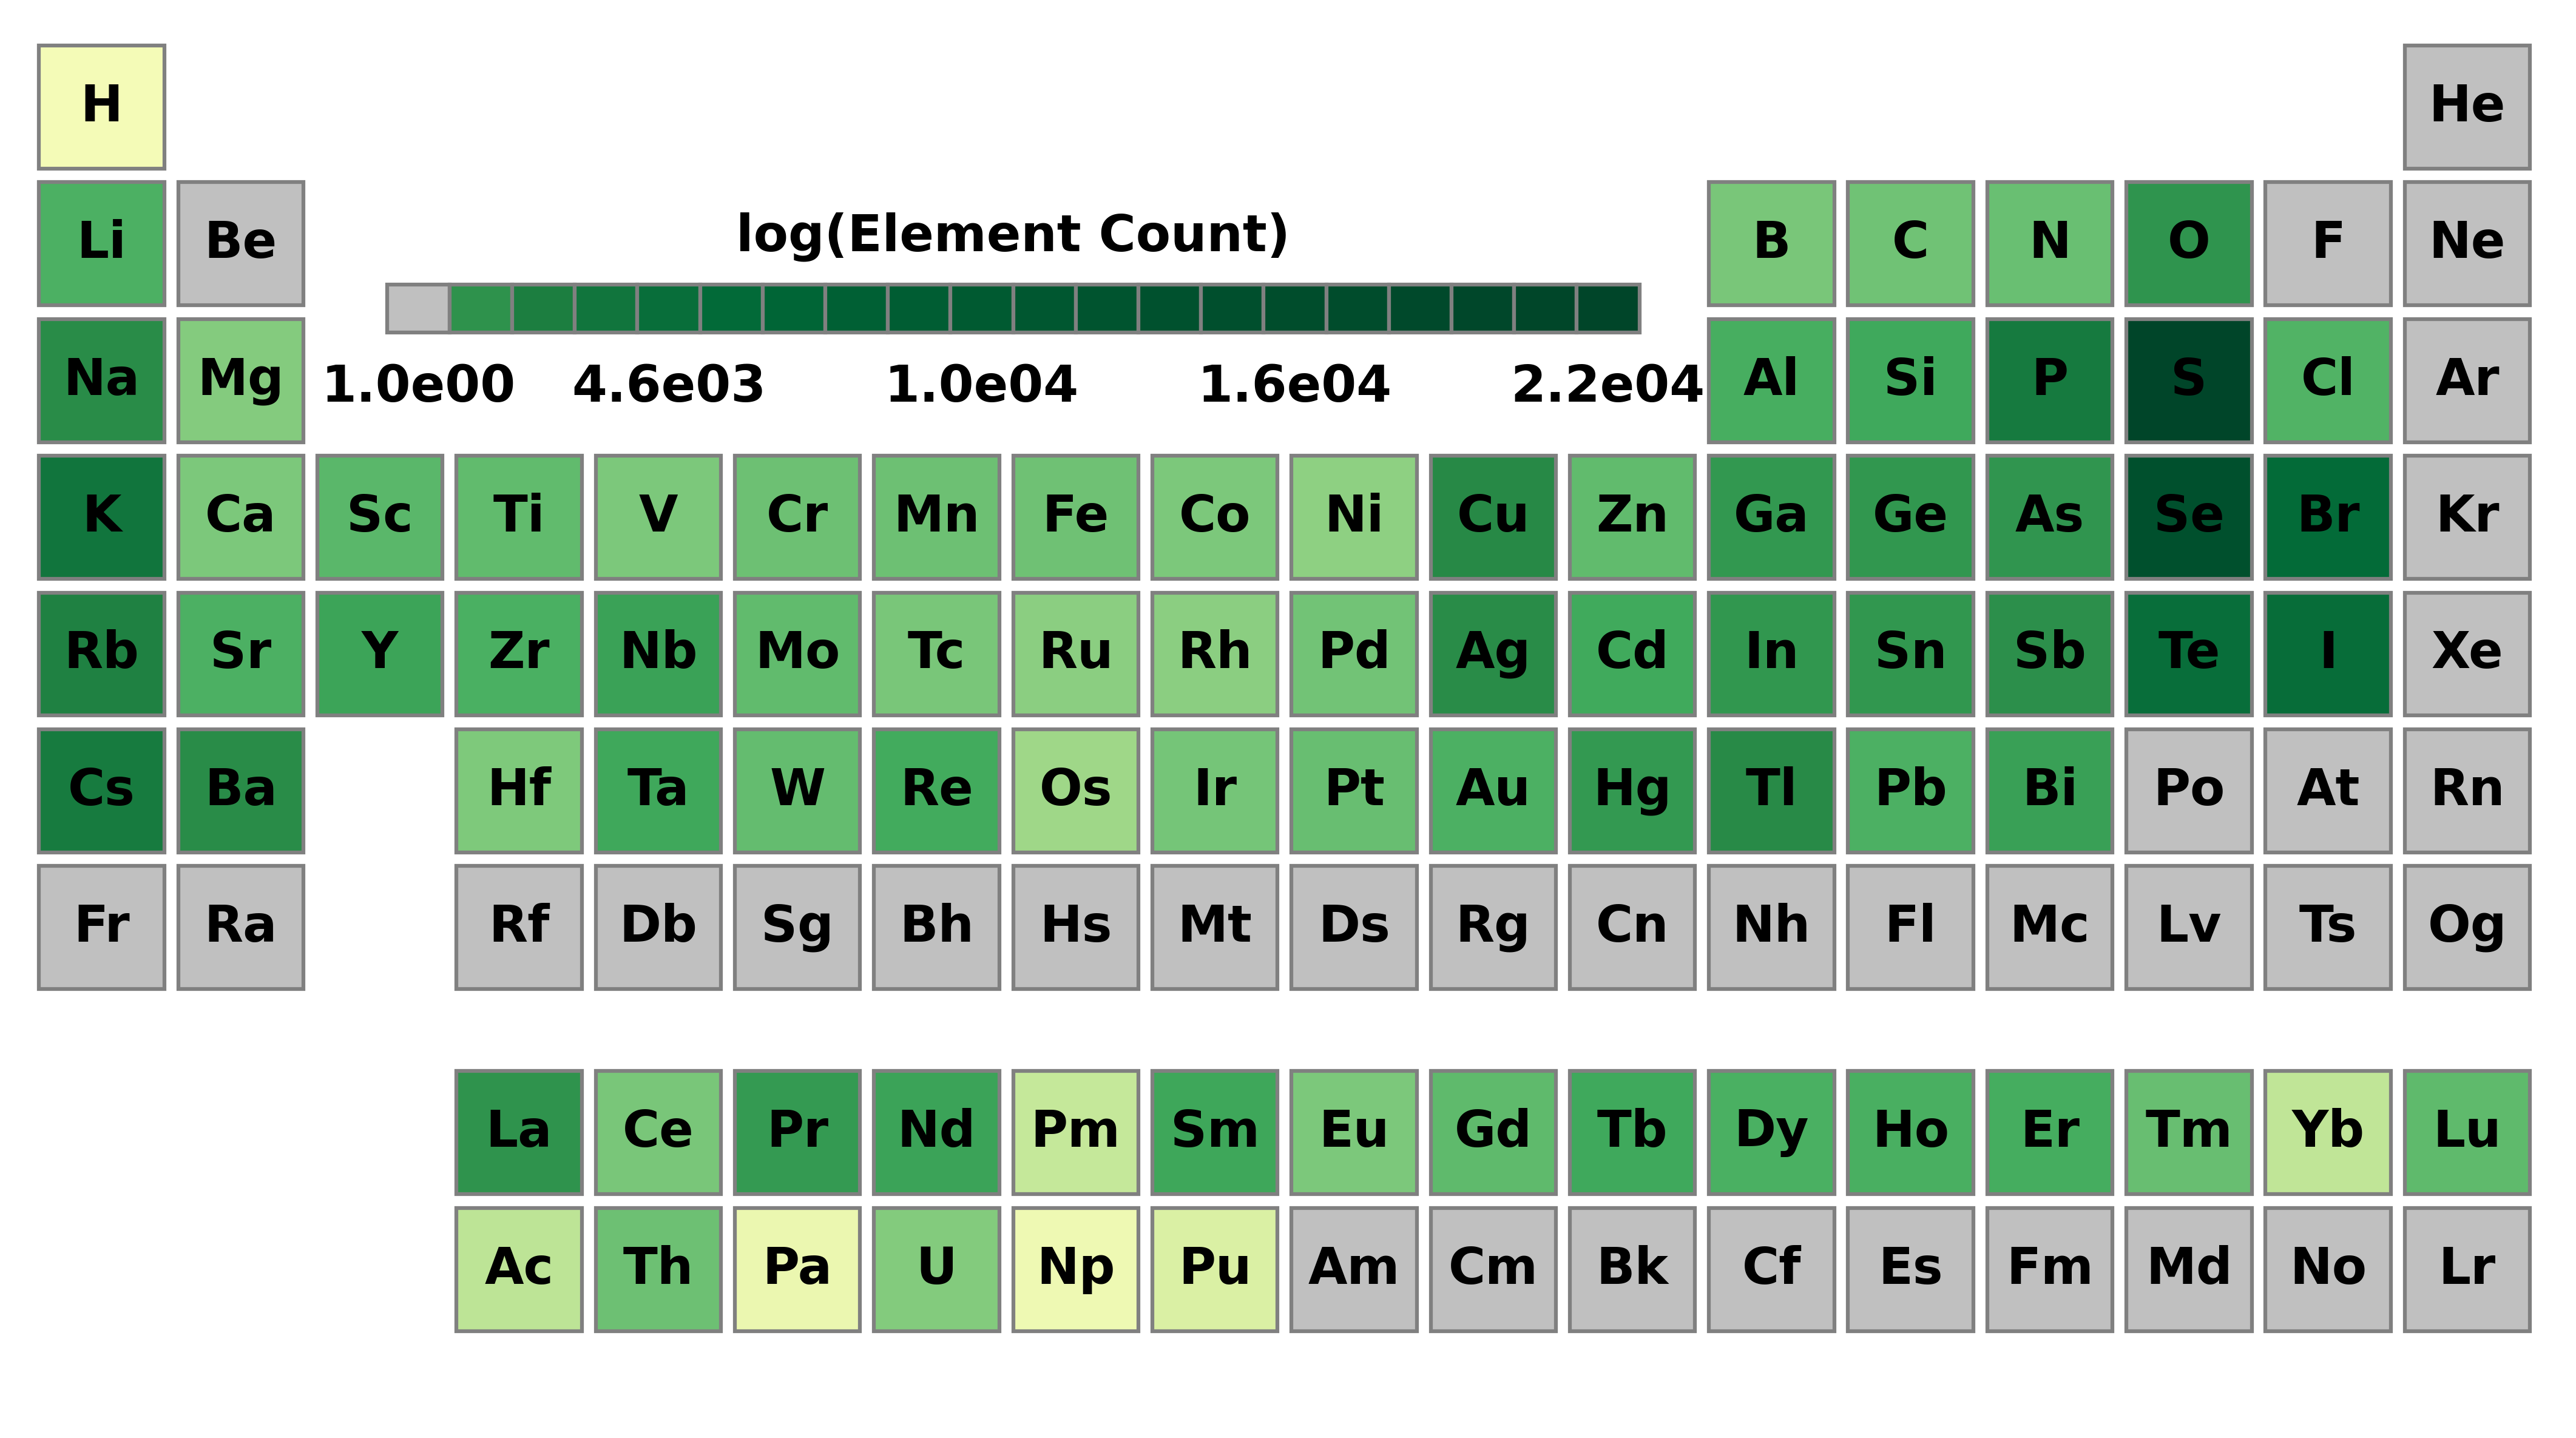 H He
Li Be B C N O F Ne
log(Element Count)
Na Mg Al Si P S Cl Ar
1.0e00 4.6e03 1.0e04 1.6e04 2.2e04
K Ca Sc Ti V Cr Mn Fe Co Ni Cu Zn Ga Ge As Se Br Kr
Rb Sr Y Zr Nb Mo Tc Ru Rh Pd Ag Cd In Sn Sb Te I Xe
Cs Ba Hf Ta W Re Os Ir Pt Au Hg Tl Pb Bi Po At Rn
Fr Ra Rf Db Sg Bh Hs Mt Ds Rg Cn Nh Fl Mc Lv Ts Og
La Ce Pr Nd Pm Sm Eu Gd Tb Dy Ho Er Tm Yb Lu
Ac Th Pa U Np Pu Am Cm Bk Cf Es Fm Md No Lr